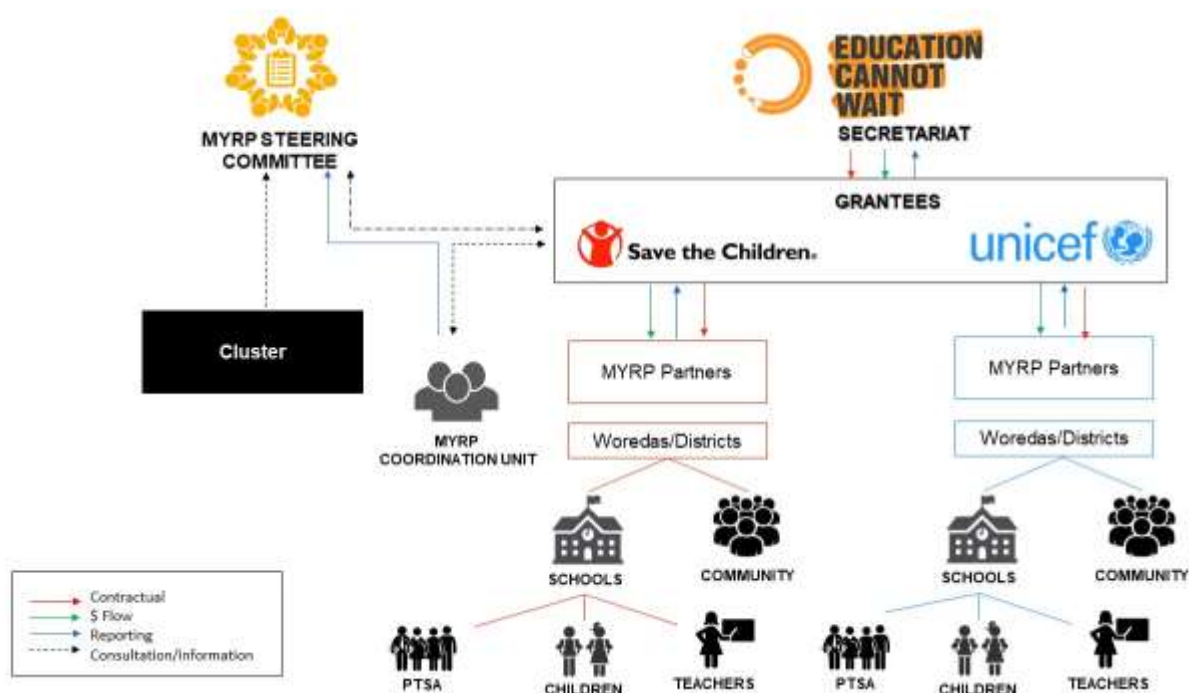 EDUCATION
CANNOT
WAIT
SECRETARIAT
MYRP STEERING
COMMITTEE
GRANTEES
Save the Children®
unicef
Cluster
MYRP Partners
MYRP Partners
MYRP
COORDINATION UNIT
Woredas/Districts
Woredas/Districts
SCHOOLS
COMMUNITY
SCHOOLS
COMMUNITY
Contractual
$ Flow
Reporting
Consultation/Information
PTSA
CHILDREN
TEACHERS
PTSA
CHILDREN
TEACHERS